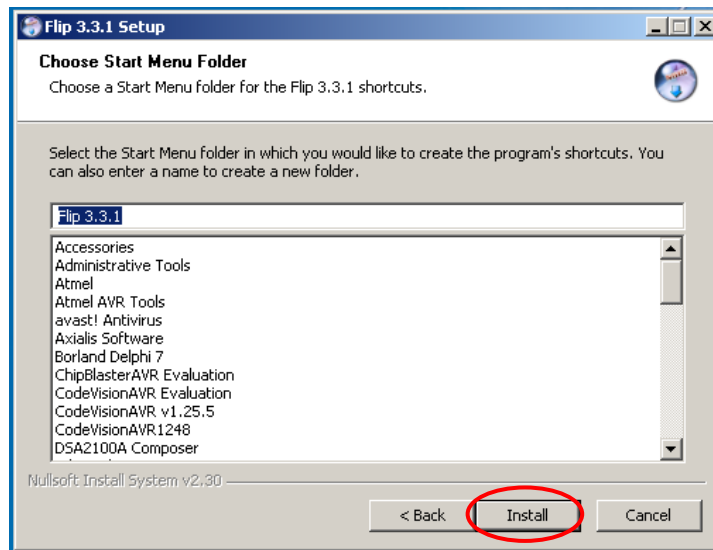 Flip 3.3.1 Setup
Choose Start Menu Folder
Choose a Start Menu folder for the Flip 3.3.1 shortcuts.
Select the Start Menu folder in which you would like to create the program's shortcuts. You
can also enter a name to create a new folder.
Flip 3.3.1
Accessories
Administrative Tools
Atmel
Atmel AVR Tools
avast! Antivirus
Axialis Software
Borland Delphi 7
ChipBlasterAVR Evaluation
CodeVisionAVR Evaluation
CodeVisionAVR v1.25.5
CodeVisionAVR1248
DSA2100A Composer
Nullsoft Install System v2.30
< Back Install Cancel